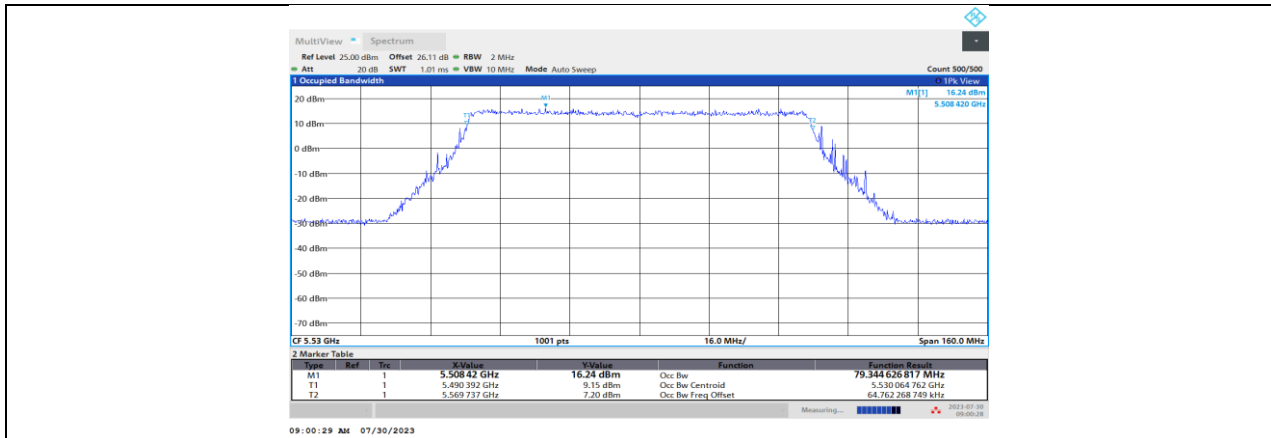 MultiView Spectrum
Ref Level 25.00 dBm Offset 26.11 dB RBW 2 MHz
Att 20 dB SWT 1.01 ms VBW 10 MHz Mode Auto Sweep Count 500/500
1 Occupied Bandwidth 1Pk View
M1[1] 16.24 dBm
5.508 420 GHz
M1
20 dBm
T1
T2
10 dBm
0 dBm
-10 dBm
-20 dBm
-30 dBm
-40 dBm
-50 dBm
-60 dBm
-70 dBm
CF 5.53 GHz 1001 pts 16.0 MHz/ Span 160.0 MHz
2 Marker Table
Type Ref Trc X-Value Y-Value Function Function Result
M1 1 5.508 42 GHz 16.24 dBm Occ Bw 79.344 626 817 MHz
T1 1 5.490 392 GHz 9.15 dBm Occ Bw Centroid 5.530 064 762 GHz
T2 1 5.569 737 GHz 7.20 dBm Occ Bw Freq Offset 64.762 268 749 kHz
Measuring... 2023-07-30
09:00:28
09:00:29 AM 07/30/2023